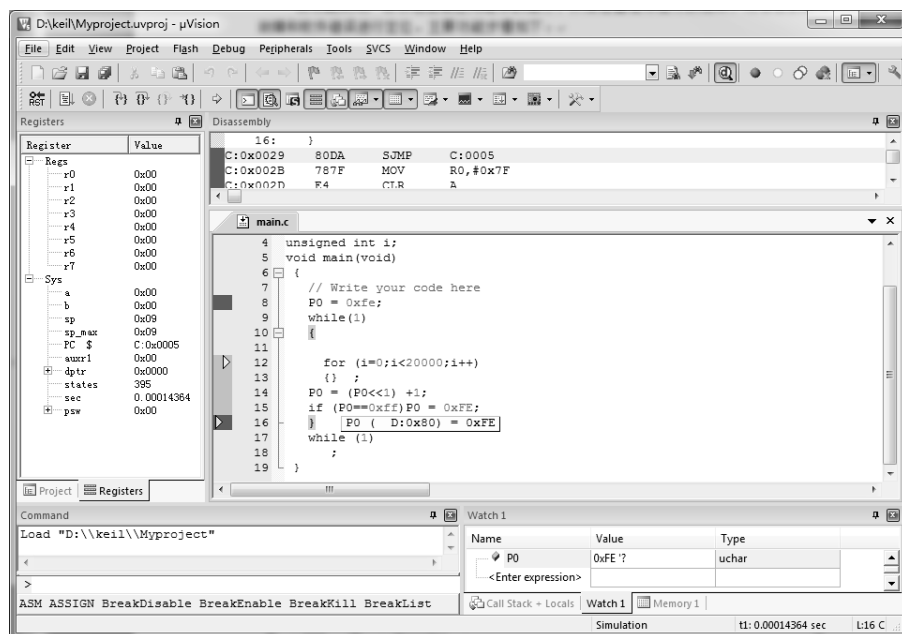 D:\keil\Myproject.uvproj - µVision
File Edit View Project Flash Debug Peripherals Tools SVCS Window Help
RST
Registers
Register Value
Regs
r0 0x00
r1 0x00
r2 0x00
r3 0x00
r4 0x00
r5 0x00
r6 0x00
r7 0x00
Sys
a 0x00
b 0x00
sp 0x09
sp_max 0x09
PC $ C:0x0005
auxr1 0x00
dptr 0x0000
states 395
sec 0.00014364
psw 0x00
Project Registers
Disassembly
16: }
C:0x0029 80DA SJMP C:0005
C:0x002B 787F MOV R0,#0x7F
C:0x002D E4 CLR A
main.c
4 unsigned int i;
5 void main(void)
6 {
7 // Write your code here
8 P0 = 0xfe;
9 while(1)
10 {
11
12 for (i=0;i<20000;i++)
13 {} ;
14 P0 = (P0<<1) +1;
15 if (P0==0xff)P0 = 0xFE;
16 } P0 ( D:0x80) = 0xFE
17 while (1)
18 ;
19 }
Command
Load "D:\\keil\\Myproject"
>
ASM ASSIGN BreakDisable BreakEnable BreakKill BreakList
Watch 1
Name Value Type
P0 0xFE '? uchar
<Enter expression>
Call Stack + Locals Watch 1 Memory 1
Simulation t1: 0.00014364 sec L:16 C